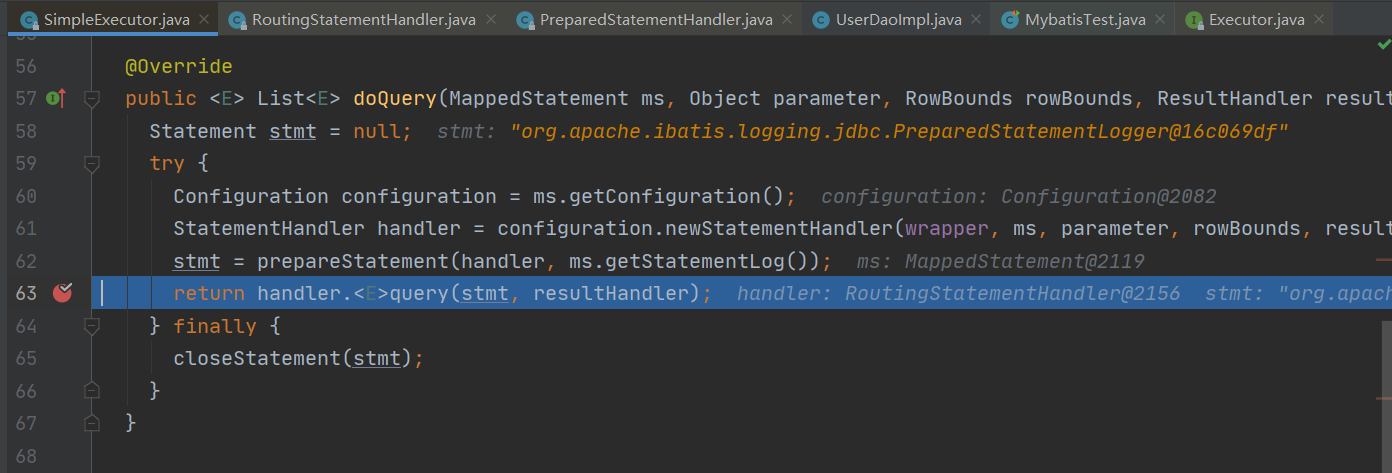 SimpleExecutor.java RoutingStatementHandler.java PreparedStatementHandler.java UserDaoImpl.java MybatisTest.java Executor.java
56 @Override
57 public <E> List<E> doQuery(MappedStatement ms, Object parameter, RowBounds rowBounds, ResultHandler result
58 Statement stmt = null; stmt: "org.apache.ibatis.logging.jdbc.PreparedStatementLogger@16c069df"
59 try {
60 Configuration configuration = ms.getConfiguration(); configuration: Configuration@2082
61 StatementHandler handler = configuration.newStatementHandler(wrapper, ms, parameter, rowBounds, result
62 stmt = prepareStatement(handler, ms.getStatementLog()); ms: MappedStatement@2119
63 return handler.<E>query(stmt, resultHandler); handler: RoutingStatementHandler@2156 stmt: "org.apach
64 } finally {
65 closeStatement(stmt);
66 }
67 }
68